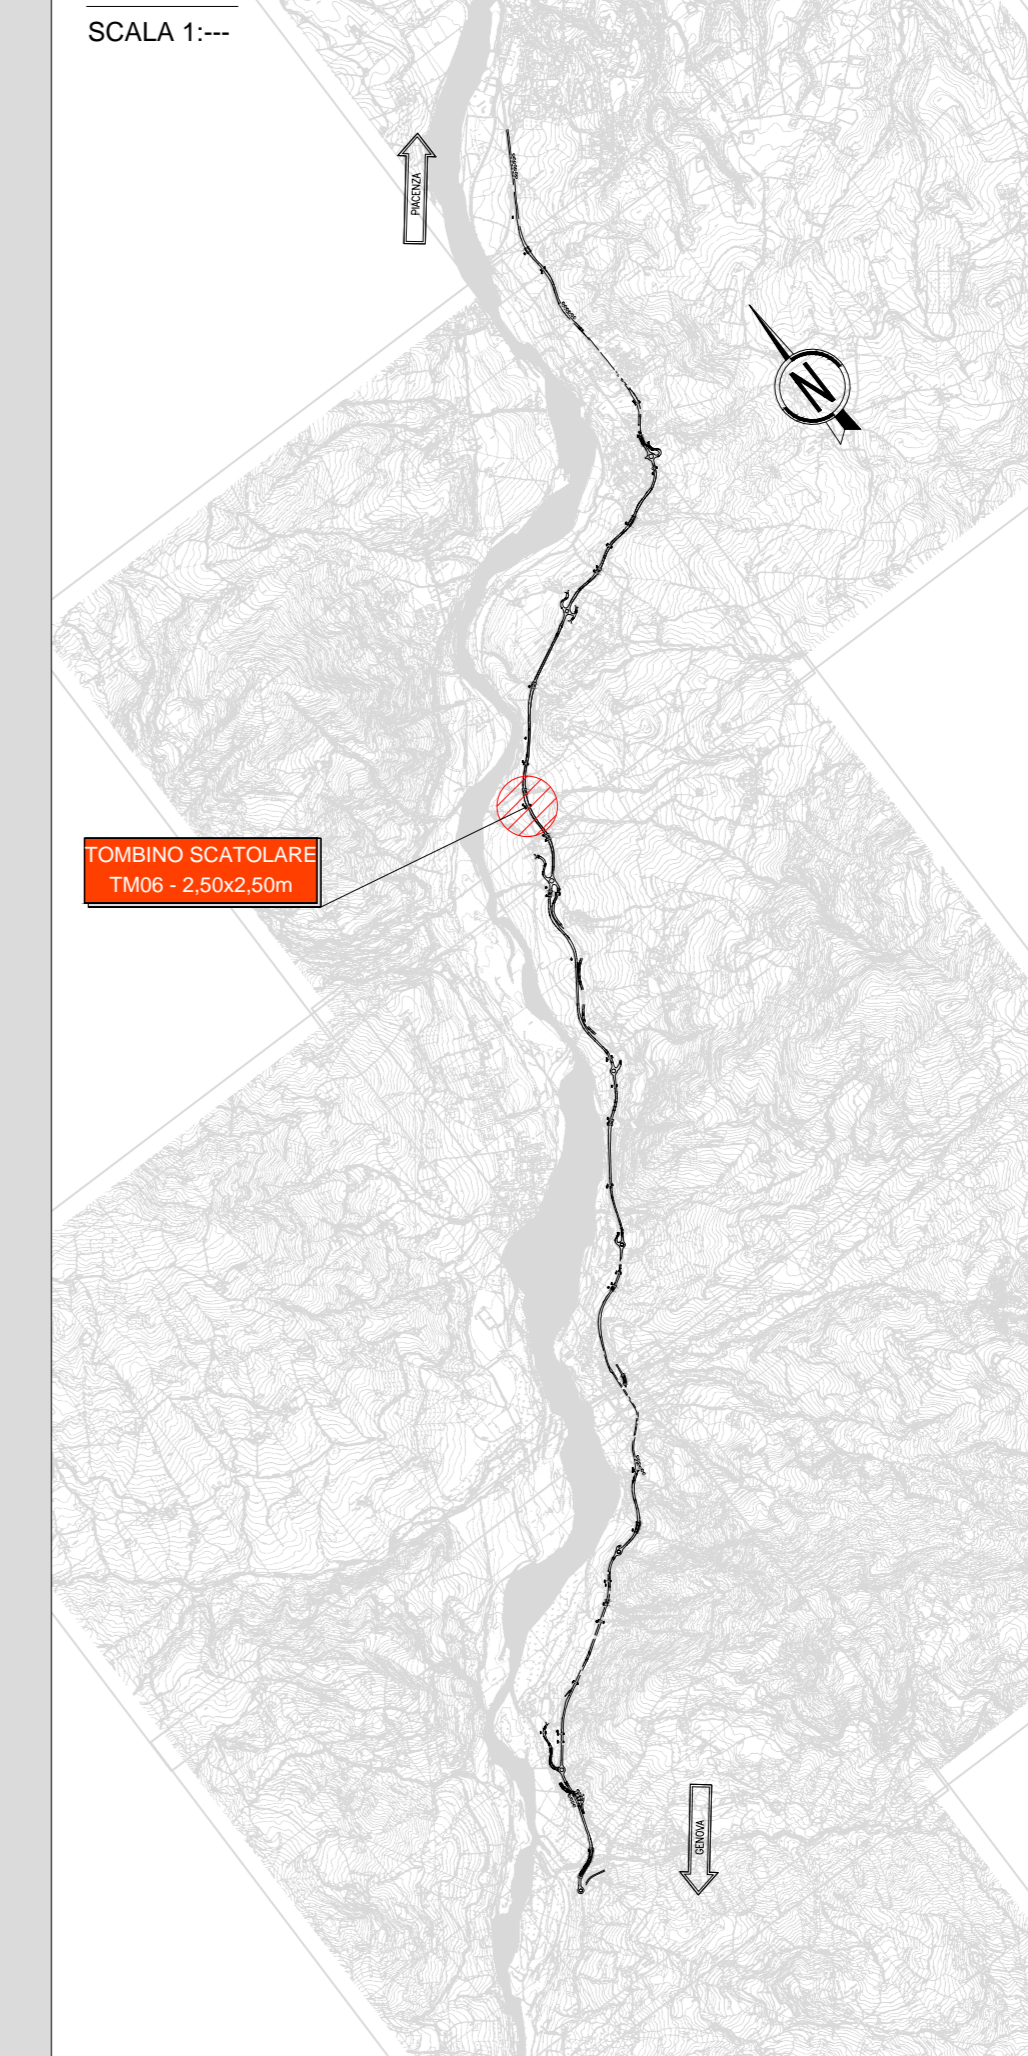 SCALA 1:---
PIACENZA
N
TOMBINO SCATOLARE
TM06 - 2,50x2,50m
GENOVA